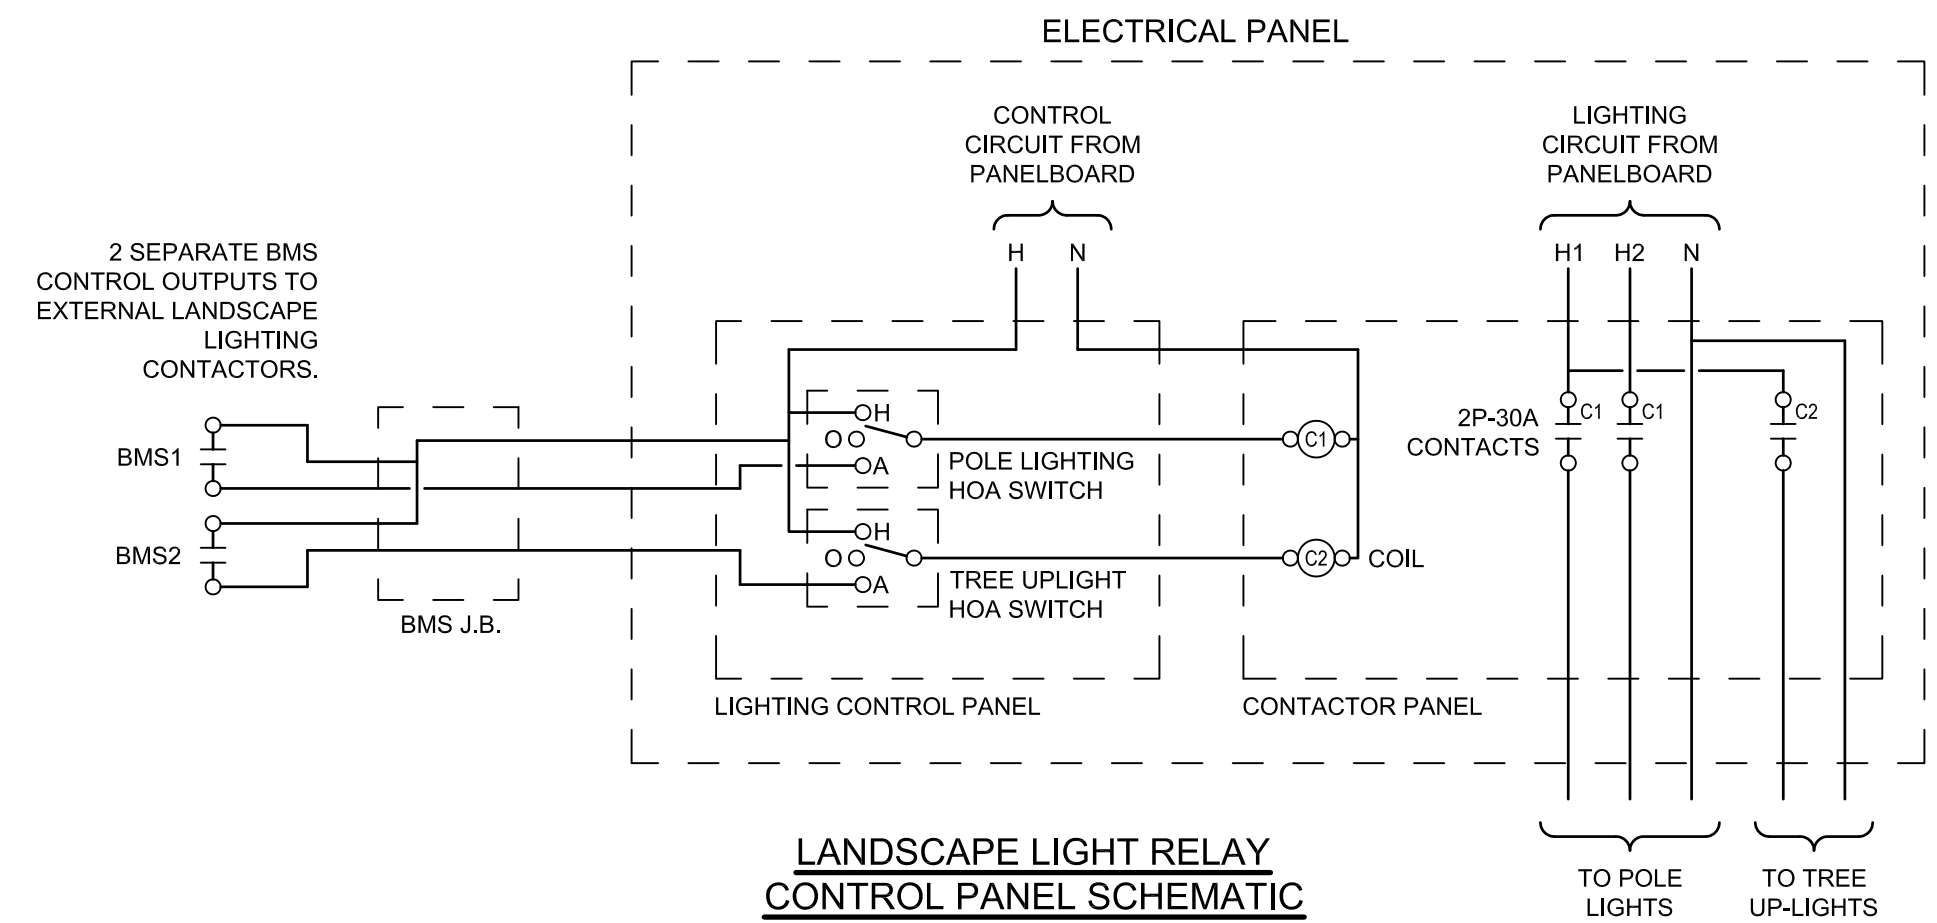 ELECTRICAL PANEL
CONTROL
CIRCUIT FROM
PANELBOARD
LIGHTING
CIRCUIT FROM
PANELBOARD
H N
H1 H2 N
2 SEPARATE BMS
CONTROL OUTPUTS TO
EXTERNAL LANDSCAPE
LIGHTING
CONTACTORS.
BMS1
BMS2
BMS J.B.
H
O
A
POLE LIGHTING
HOA SWITCH
H
O
A
TREE UPLIGHT
HOA SWITCH
LIGHTING CONTROL PANEL
C1
C2
COIL
2P-30A
CONTACTS
C1
C1
C2
CONTACTOR PANEL
TO POLE
LIGHTS
TO TREE
UP-LIGHTS
LANDSCAPE LIGHT RELAY
CONTROL PANEL SCHEMATIC